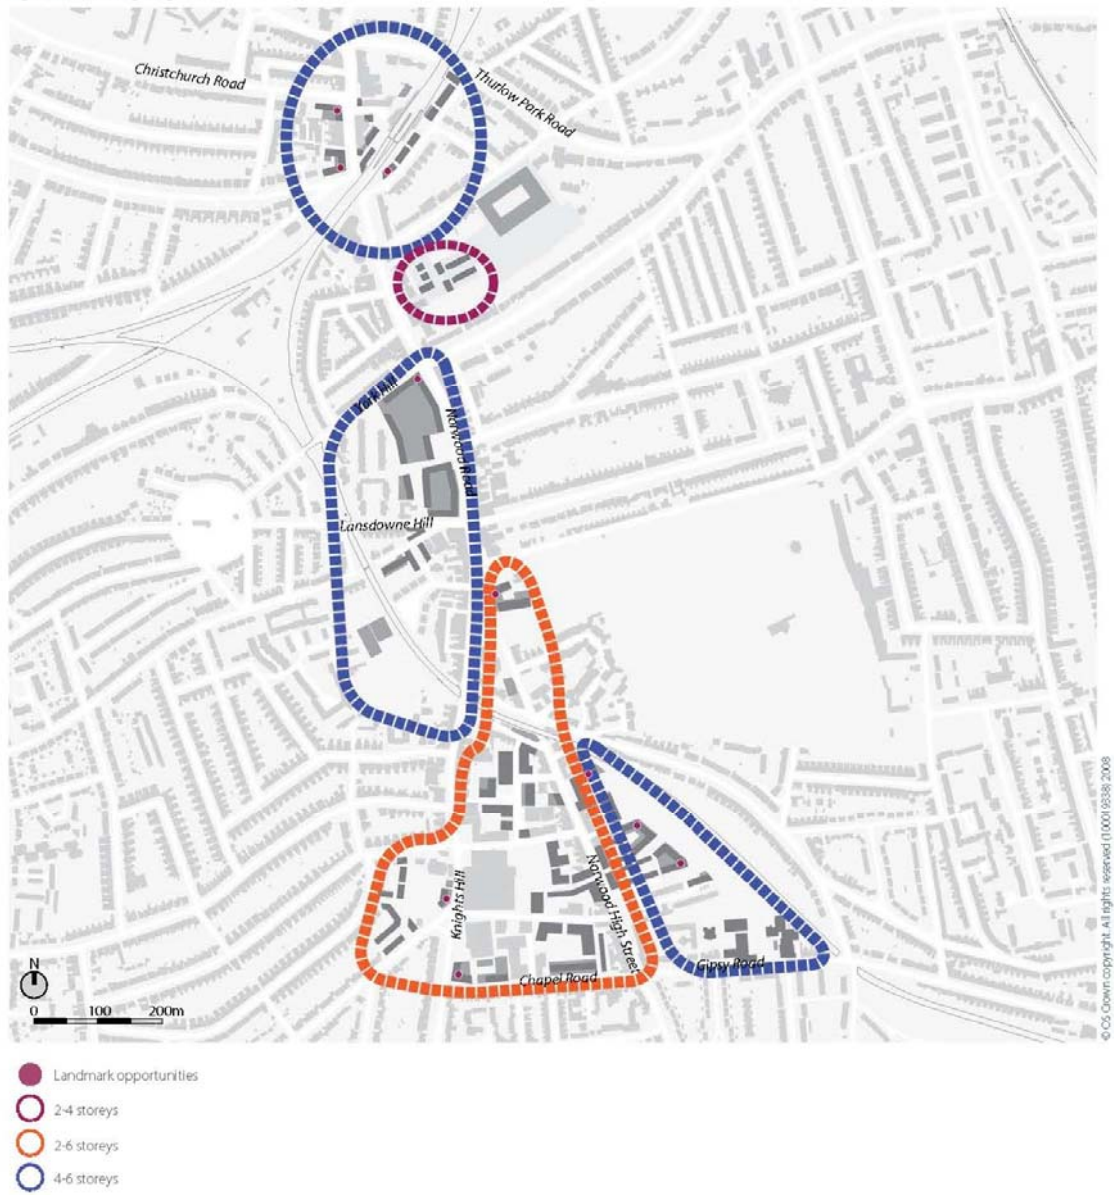 Christchurch Road
Thurlow Park Road
York Hill
Norwood Road
Lansdowne Hill
Norwood High Street
Knights Hill
Chapel Road
Gipsy Road
N
0 100 200m
© OS Crown copyright. All rights reserved (100019338) 2008
Landmark opportunities
2-4 storeys
2-6 storeys
4-6 storeys